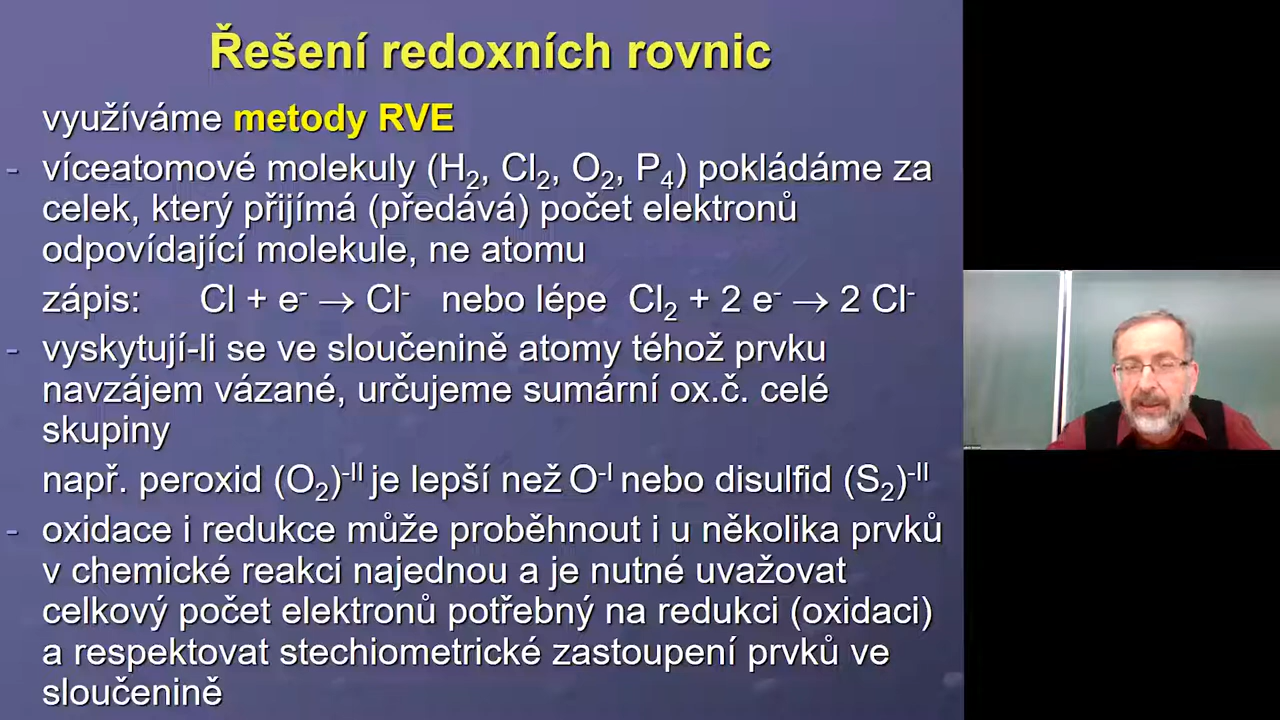 Řešení redoxních rovnic
využíváme metody RVE
- víceatomové molekuly (H₂, Cl₂, O₂, P₄) pokládáme za
celek, který přijímá (předává) počet elektronů
odpovídající molekule, ne atomu
zápis: Cl + e⁻ → Cl⁻ nebo lépe Cl₂ + 2 e⁻ → 2 Cl⁻
- vyskytují-li se ve sloučenině atomy téhož prvku
navzájem vázané, určujeme sumární ox.č. celé
skupiny
např. peroxid (O₂)⁻ᴵᴵ je lepší než O⁻ᴵ nebo disulfid (S₂)⁻ᴵᴵ
- oxidace i redukce může proběhnout i u několika prvků
v chemické reakci najednou a je nutné uvažovat
celkový počet elektronů potřebný na redukci (oxidaci)
a respektovat stechiometrické zastoupení prvků ve
sloučenině